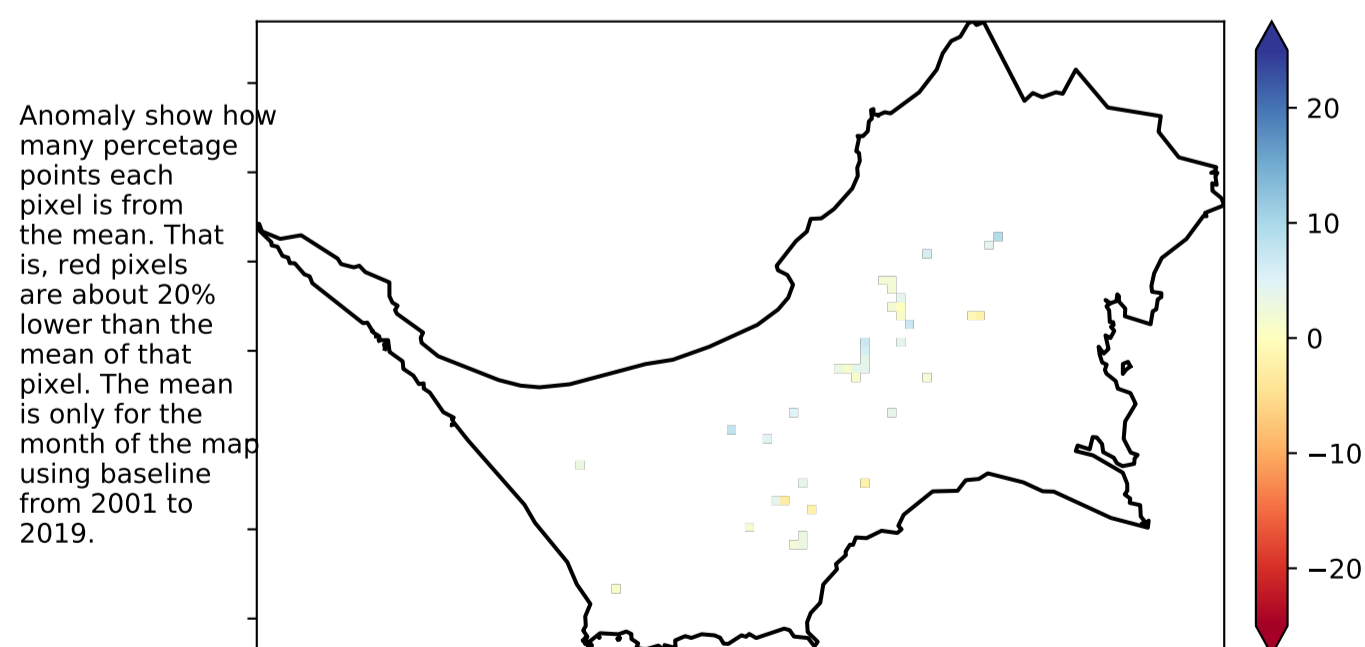 Anomaly show how
many percetage
points each
pixel is from
the mean. That
is, red pixels
are about 20%
lower than the
mean of that
pixel. The mean
is only for the
month of the map
using baseline
from 2001 to
2019.
20
10
0
−10
−20